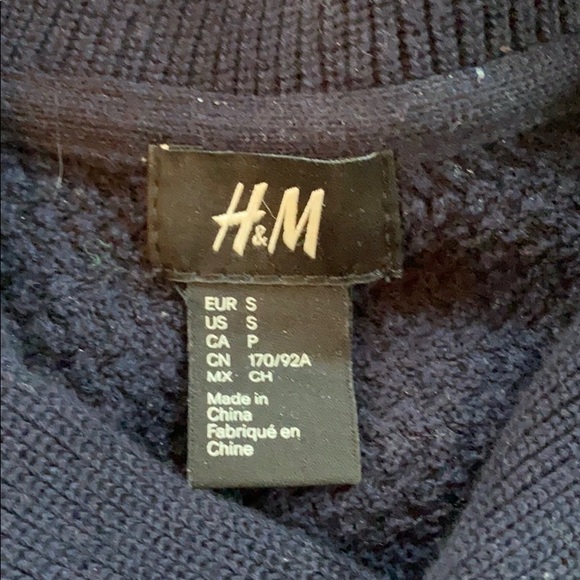 H&M
EUR S
US S
CA P
CN 170/92A
MX CH
Made in
China
Fabriqué en
Chine